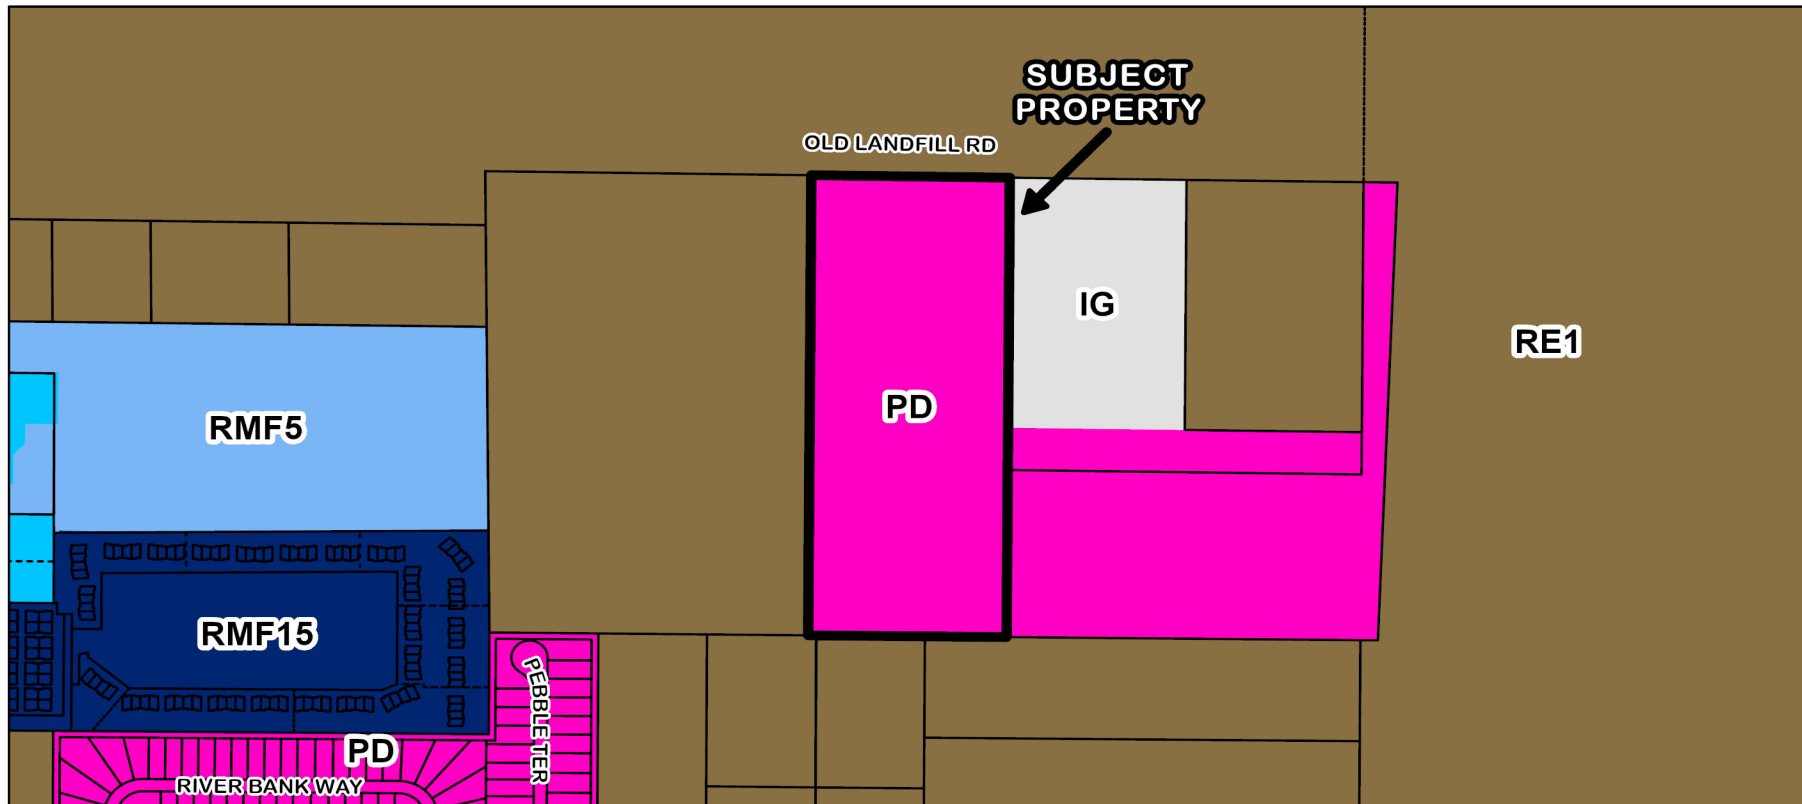 SUBJECT
PROPERTY
OLD LANDFILL RD
IG
RE1
PD
RMF5
RMF15
PEBBLE TER
PD
RIVER BANK WAY